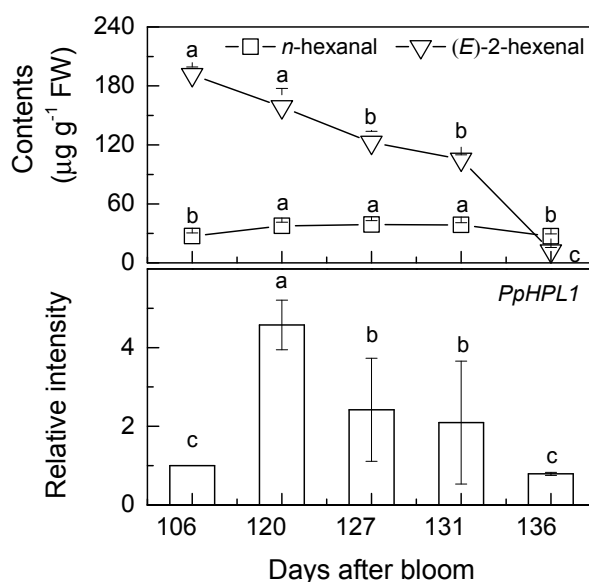 n-hexanal (E)-2-hexenal
Contents
(μg g⁻¹ FW)
240
180
120
60
0
a
a
b
b
b
a
a
a
b
c
PpHPL1
Relative intensity
4
2
0
c
a
b
b
c
106 120 127 131 136
Days after bloom